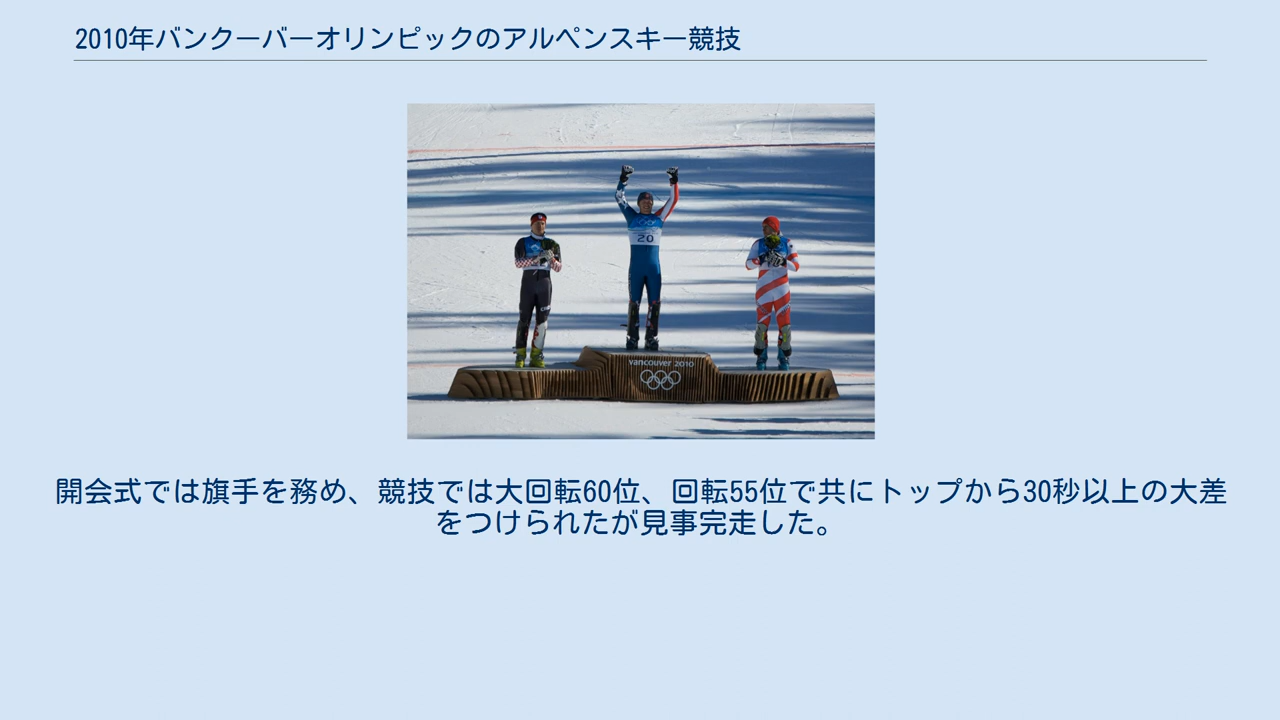 2010年バンクーバーオリンピックのアルペンスキー競技
20
vancouver 2010
開会式では旗手を務め、競技では大回転60位、回転55位で共にトップから30秒以上の大差
をつけられたが見事完走した。